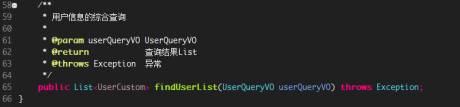 58 /**
59 * 用户信息的综合查询
60 *
61 * @param userQueryVO UserQueryVO
62 * @return 查询结果List
63 * @throws Exception 异常
64 */
65 public List<UserCustom> findUserList(UserQueryVO userQueryVO) throws Exception;
66 }